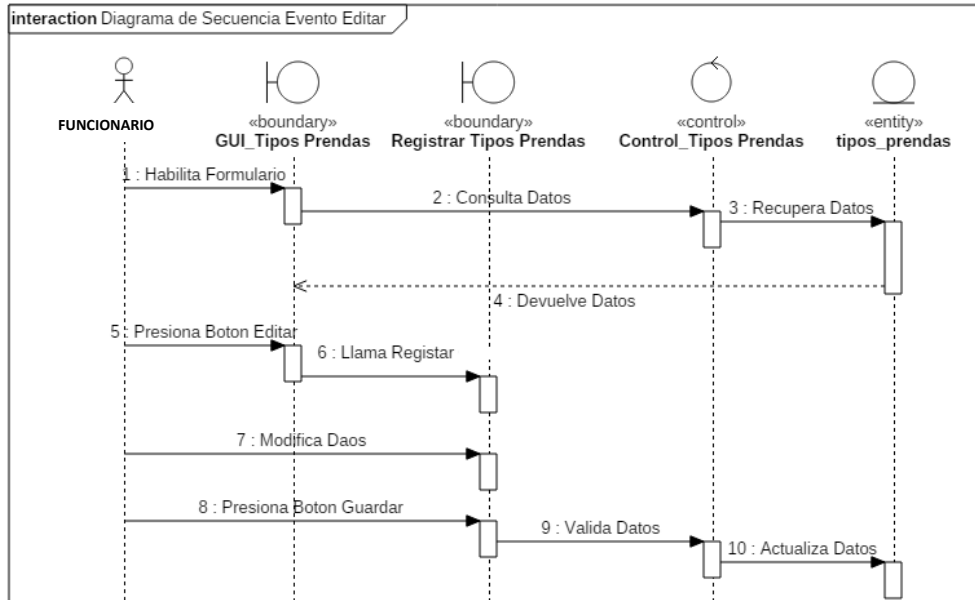 interaction Diagrama de Secuencia Evento Editar
FUNCIONARIO
«boundary»
GUI_Tipos Prendas
«boundary»
Registrar Tipos Prendas
«control»
Control_Tipos Prendas
«entity»
tipos_prendas
1 : Habilita Formulario
2 : Consulta Datos
3 : Recupera Datos
4 : Devuelve Datos
5 : Presiona Boton Editar
6 : Llama Registar
7 : Modifica Daos
8 : Presiona Boton Guardar
9 : Valida Datos
10 : Actualiza Datos